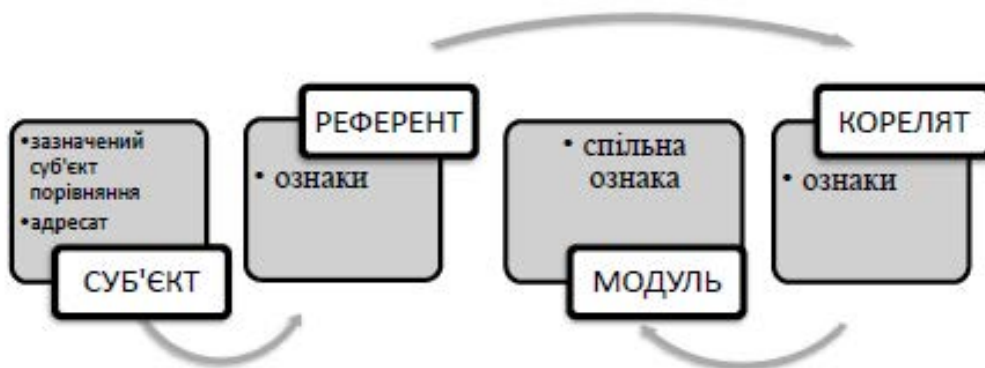 •зазначений
суб'єкт
порівняння
•адресат
СУБ'ЄКТ
РЕФЕРЕНТ
• ознаки
• спільна
ознака
МОДУЛЬ
КОРЕЛЯТ
• ознаки